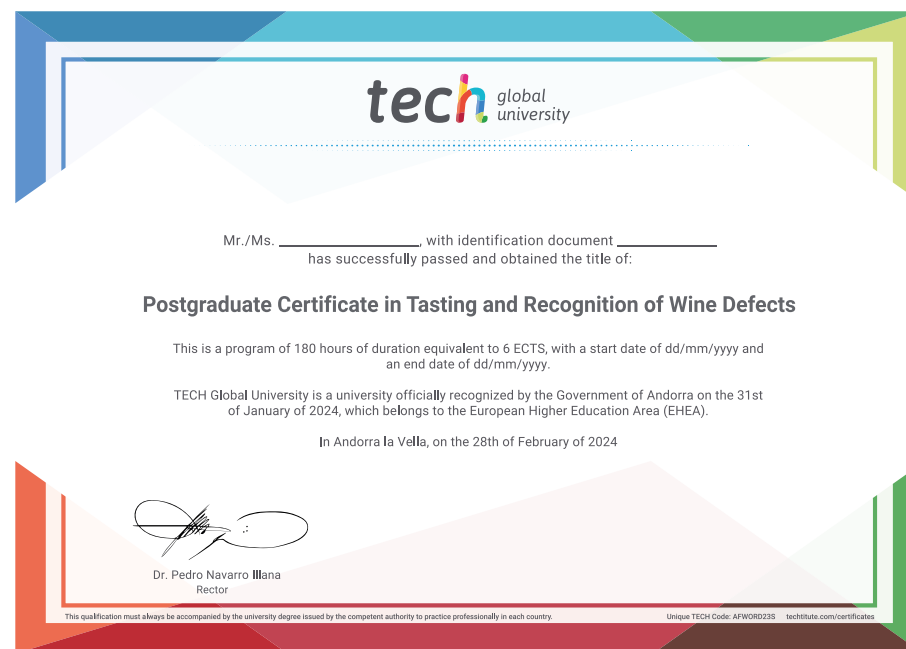 tech global university
Mr./Ms. ____________, with identification document ____________
has successfully passed and obtained the title of:
Postgraduate Certificate in Tasting and Recognition of Wine Defects
This is a program of 180 hours of duration equivalent to 6 ECTS, with a start date of dd/mm/yyyy and
an end date of dd/mm/yyyy.
TECH Global University is a university officially recognized by the Government of Andorra on the 31st
of January of 2024, which belongs to the European Higher Education Area (EHEA).
In Andorra la Vella, on the 28th of February of 2024
Dr. Pedro Navarro Illana
Rector
This qualification must always be accompanied by the university degree issued by the competent authority to practice professionally in each country.
Unique TECH Code: AFWORD23S techtitute.com/certificates